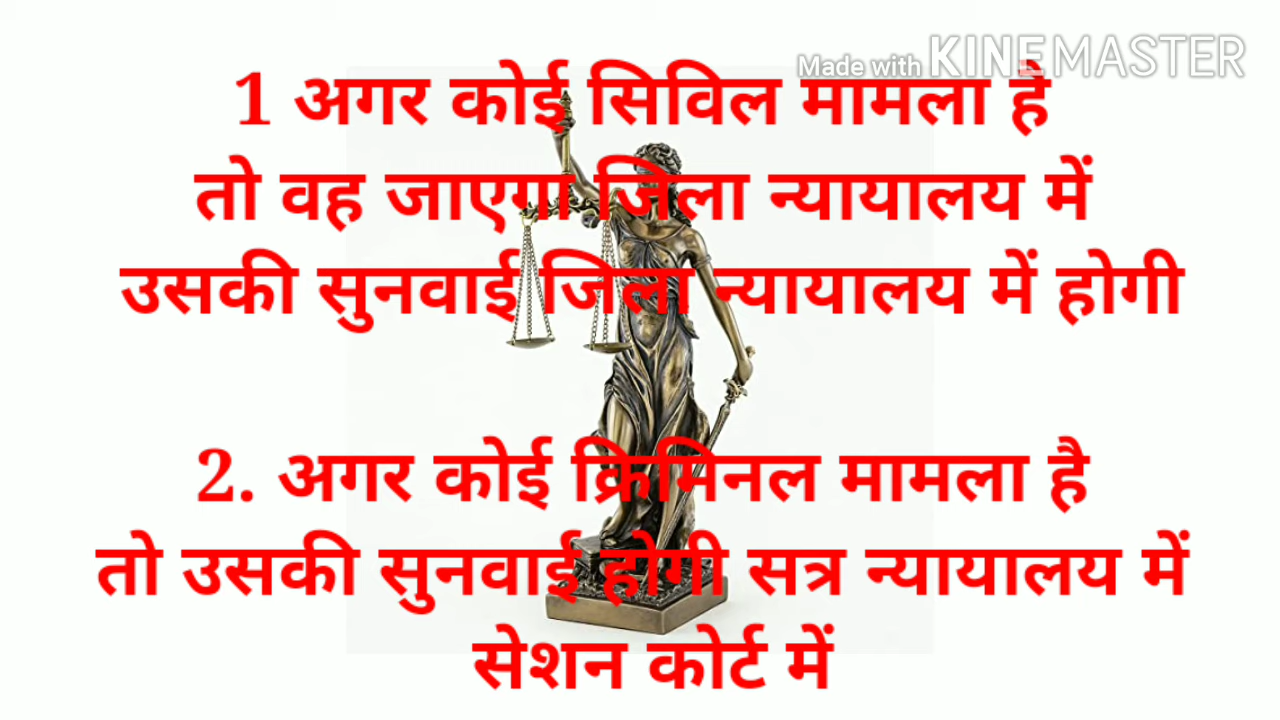 Made with KINEMASTER
1 अगर कोई सिविल मामला है
तो वह जाएगा जिला न्यायालय में
उसकी सुनवाई जिला न्यायालय में होगी
2. अगर कोई क्रिमिनल मामला है
तो उसकी सुनवाई होगी सत्र न्यायालय में
सेशन कोर्ट में